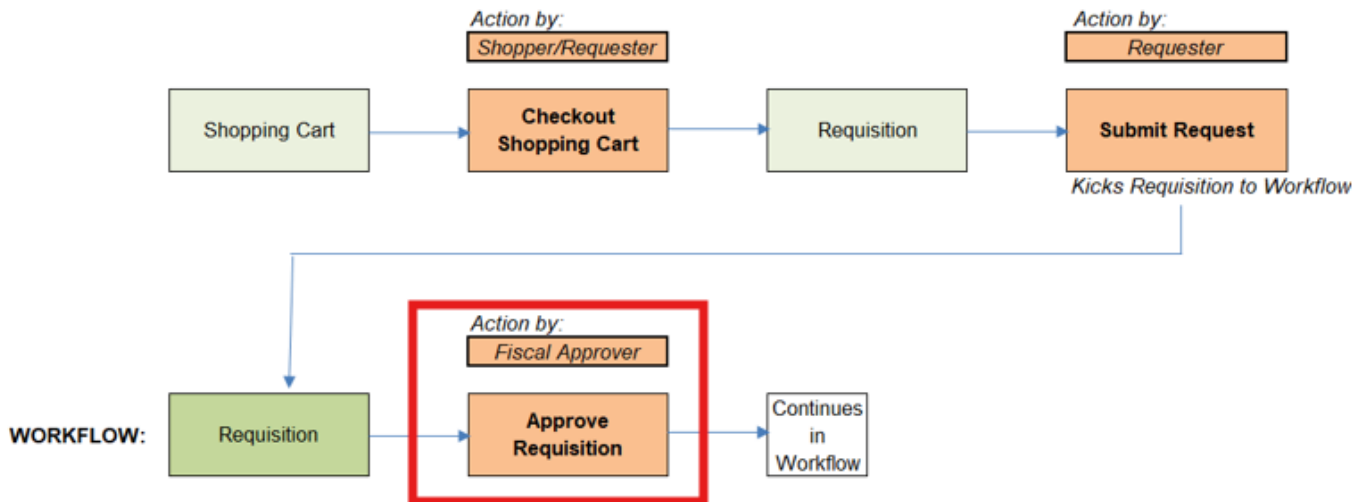 Action by:
Shopper/Requester
Action by:
Requester
Shopping Cart
Checkout
Shopping Cart
Requisition
Submit Request
Kicks Requisition to Workflow
Action by:
Fiscal Approver
WORKFLOW:
Requisition
Approve
Requisition
Continues
in
Workflow